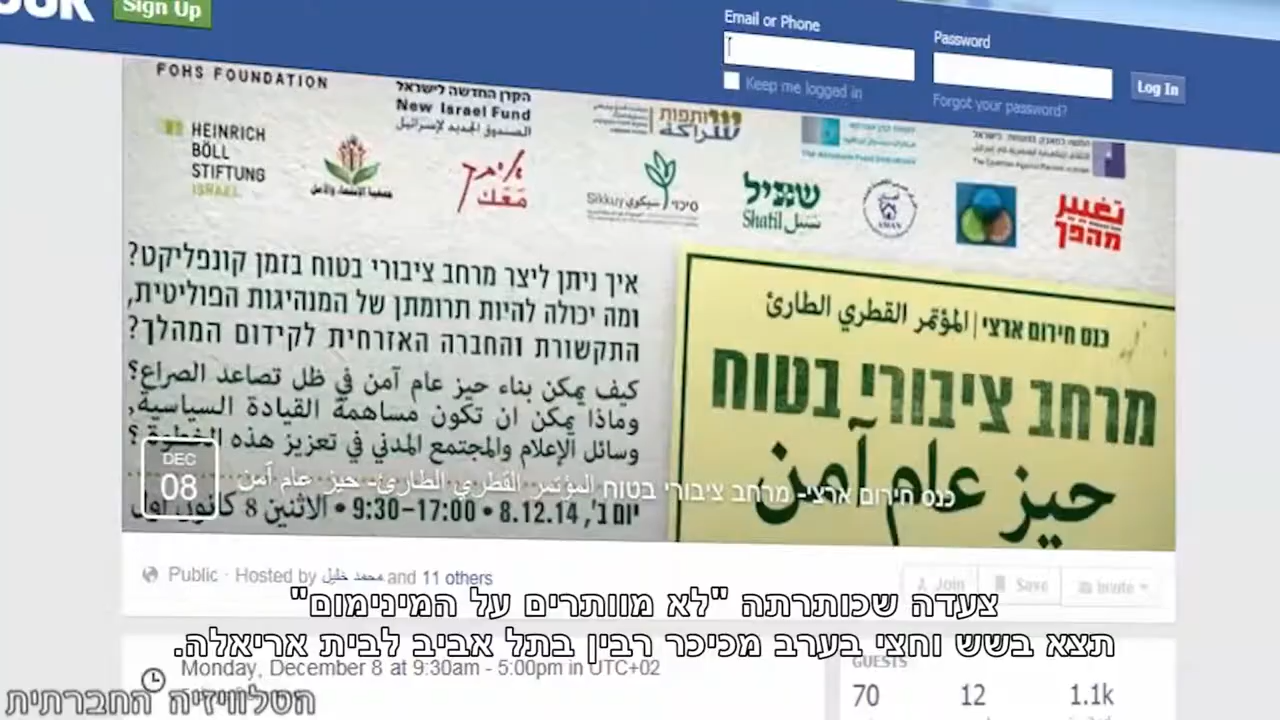 Sign Up
Email or Phone
Password
Keep me logged in
Log In
Forgot your password?
FOHS FOUNDATION
הקרן החדשה לישראל
New Israel Fund
الصندوق الجديد لإسرائيل
שותפות
شراكة
HEINRICH
BÖLL
STIFTUNG
ISRAEL
איתך
مَعَكِ
Sikkuy سيكوي סיכוי
שתיל
Shatil شتيل
تغيير
מהפך
איך ניתן ליצר מרחב ציבורי בטוח בזמן קונפליקט?
ומה יכולה להיות תרומתן של המנהיגות הפוליטית,
התקשורת והחברה האזרחית לקידום המהלך?
كيف يمكن بناء حيز عام آمن في ظل تصاعد الصراع؟
وماذا يمكن ان تكون مساهمة القيادة السياسية,
وسائل الإعلام والمجتمع المدني في تعزيز هذه الخطوة؟
יום ב', 8.12.14 • 9:30–17:00 • الاثنين 8 كانون اول
כנס חירום ארצי | المؤتمر القطري الطارئ
מרחב ציבורי בטוח
حيز عام آمن
DEC
08
כנס חירום ארצי- מרחב ציבורי בטוח المؤتمر القطري الطارئ- حيز عام آمن
Public · Hosted by محمد خليل and 11 others
Join
Save
Invite
צעדה שכותרתה "לא מוותרים על המינימום"
תצא בשש וחצי בערב מכיכר רבין בתל אביב לבית אריאלה.
Monday, December 8 at 9:30am - 5:00pm in UTC+02
GUESTS
70
12
1.1k
הטלוויזיה החברתית